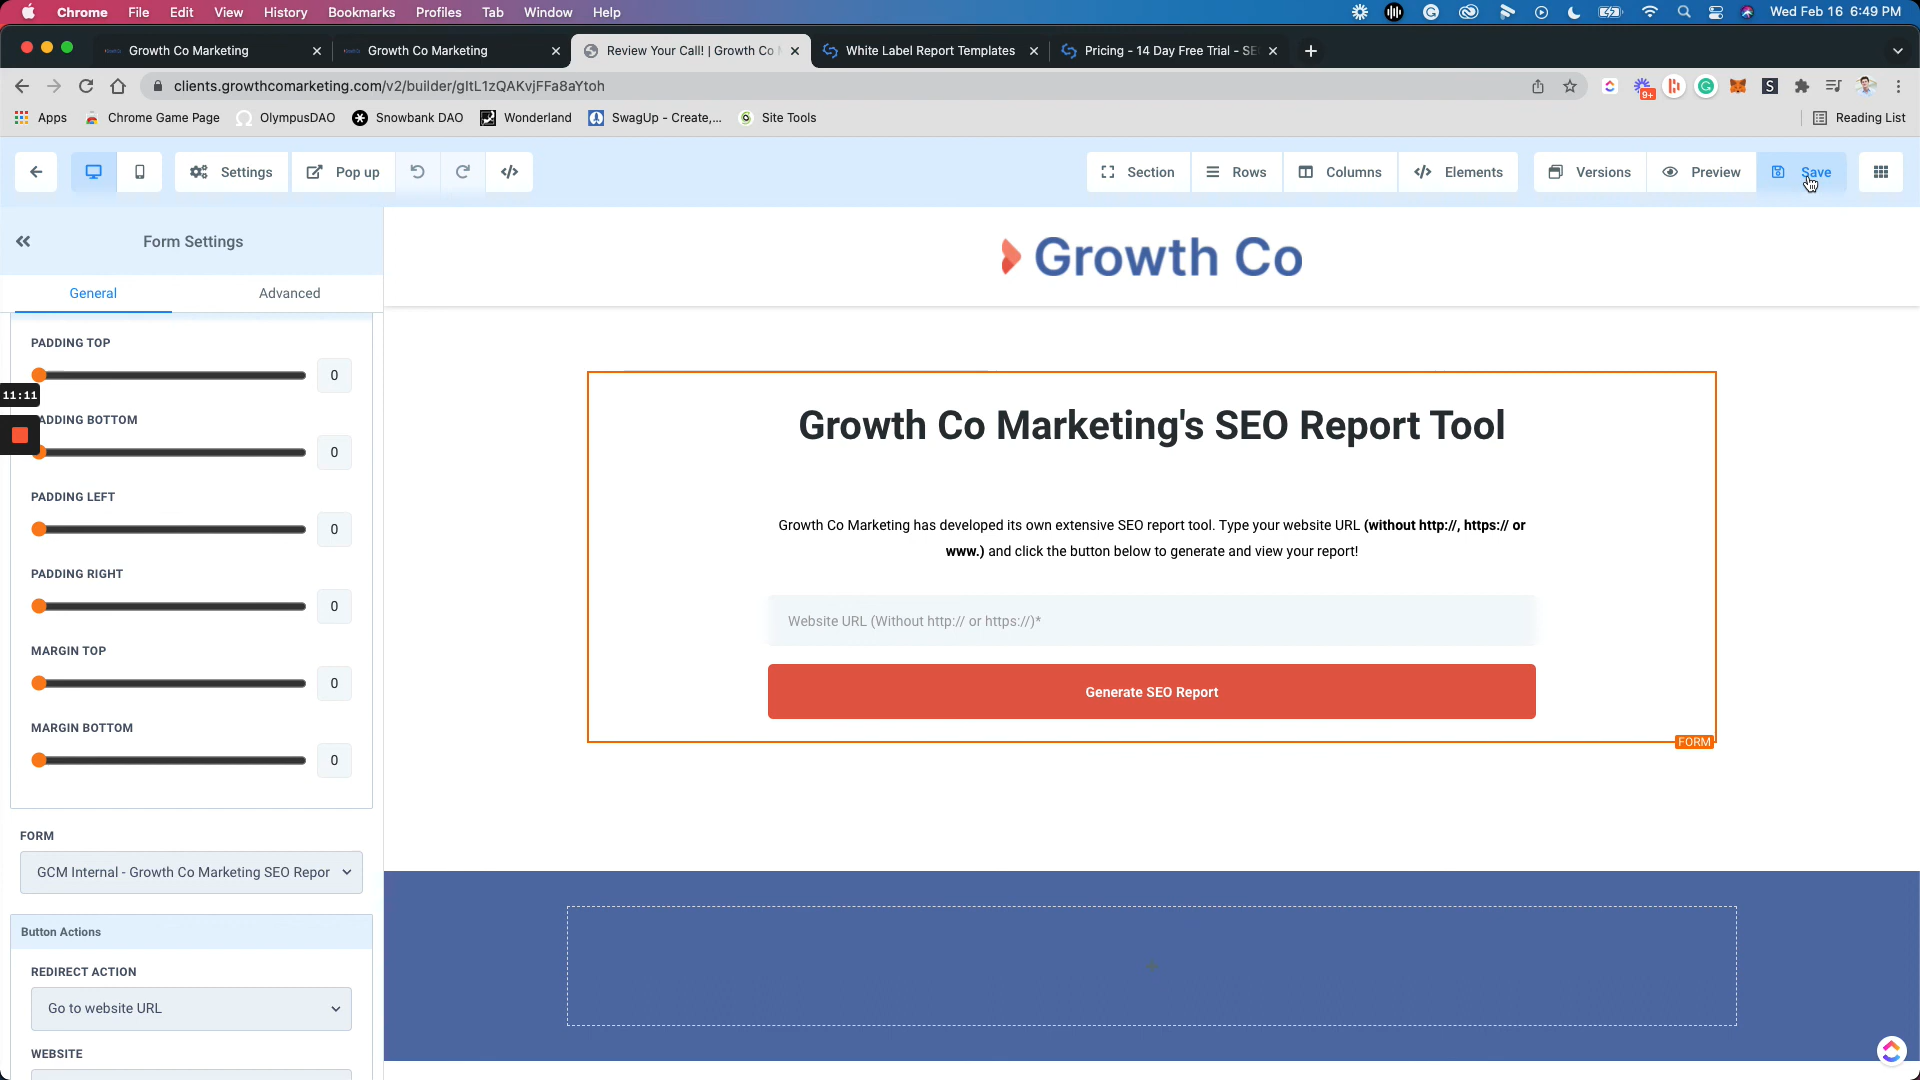 Chrome File Edit View History Bookmarks Profiles Tab Window Help Wed Feb 16 6:49 PM
Growth Co Marketing Growth Co Marketing Review Your Call! | Growth Co White Label Report Templates Pricing - 14 Day Free Trial - SE
clients.growthcomarketing.com/v2/builder/gltL1zQAKvjFFa8aYtoh 9+ S
Apps Chrome Game Page OlympusDAO Snowbank DAO Wonderland SwagUp - Create,... Site Tools Reading List
Settings Pop up Section Rows Columns Elements Versions Preview Save
Form Settings
General Advanced
PADDING TOP
0
11:11
ADDING BOTTOM
0
PADDING LEFT
0
PADDING RIGHT
0
MARGIN TOP
0
MARGIN BOTTOM
0
FORM
GCM Internal - Growth Co Marketing SEO Repor
Button Actions
REDIRECT ACTION
Go to website URL
WEBSITE
Growth Co
Growth Co Marketing's SEO Report Tool
Growth Co Marketing has developed its own extensive SEO report tool. Type your website URL (without http://, https:// or
www.) and click the button below to generate and view your report!
Website URL (Without http:// or https://)*
Generate SEO Report
FORM